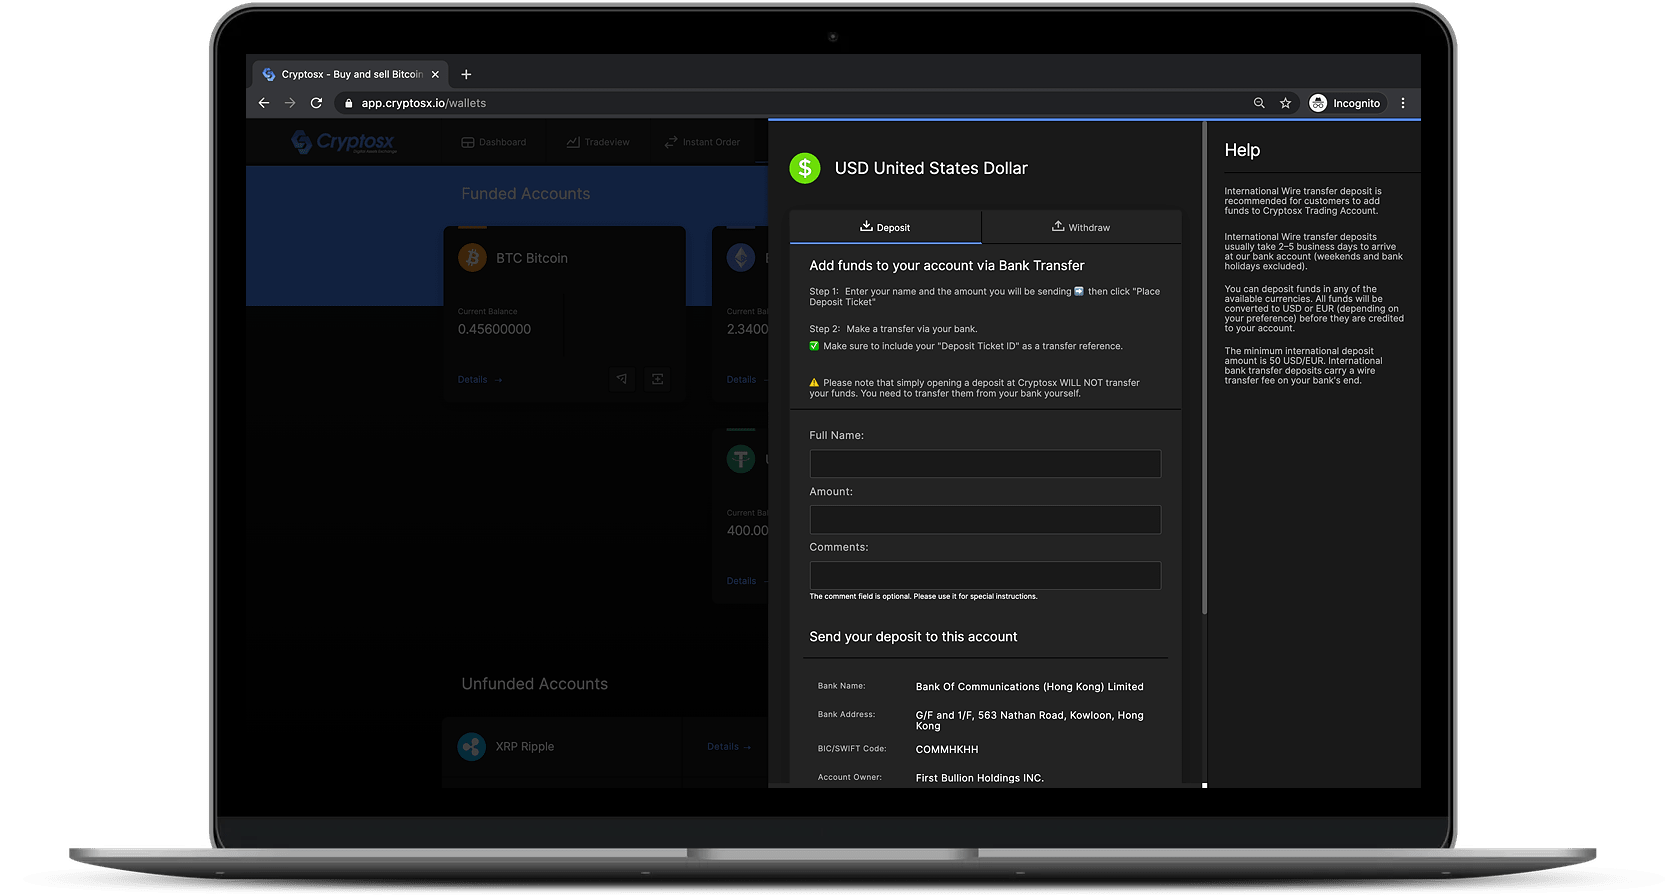 Cryptosx - Buy and sell Bitcoin
app.cryptosx.io/wallets
Incognito
Cryptosx
Dashboard
Tradeview
Instant Order
Funded Accounts
BTC Bitcoin
Current Balance
0.45600000
Details →
Current Bal
2.3400
Details
Current Bal
400.00
Details
Unfunded Accounts
XRP Ripple
Details →
USD United States Dollar
Deposit
Withdraw
Add funds to your account via Bank Transfer
Step 1: Enter your name and the amount you will be sending ➡️ then click "Place
Deposit Ticket"
Step 2: Make a transfer via your bank.
✅ Make sure to include your "Deposit Ticket ID" as a transfer reference.
⚠️ Please note that simply opening a deposit at Cryptosx WILL NOT transfer
your funds. You need to transfer them from your bank yourself.
Full Name:
Amount:
Comments:
The comment field is optional. Please use it for special instructions.
Send your deposit to this account
Bank Name: Bank Of Communications (Hong Kong) Limited
Bank Address: G/F and 1/F, 563 Nathan Road, Kowloon, Hong
Kong
BIC/SWIFT Code: COMMHKHH
Account Owner: First Bullion Holdings INC.
Help
International Wire transfer deposit is
recommended for customers to add
funds to Cryptosx Trading Account.
International Wire transfer deposits
usually take 2–5 business days to arrive
at our bank account (weekends and bank
holidays excluded).
You can deposit funds in any of the
available currencies. All funds will be
converted to USD or EUR (depending on
your preference) before they are credited
to your account.
The minimum international deposit
amount is 50 USD/EUR. International
bank transfer deposits carry a wire
transfer fee on your bank's end.